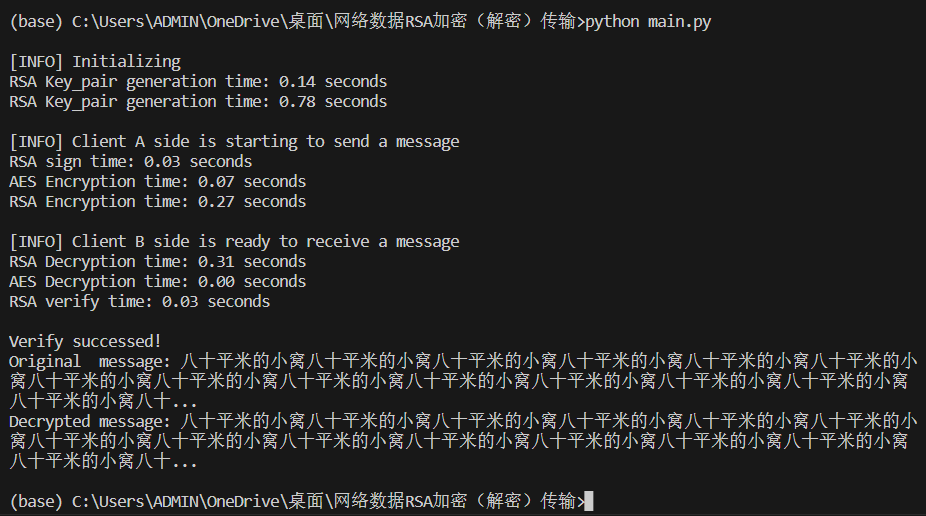 (base) C:\Users\ADMIN\OneDrive\桌面\网络数据RSA加密（解密）传输>python main.py
[INFO] Initializing
RSA Key_pair generation time: 0.14 seconds
RSA Key_pair generation time: 0.78 seconds
[INFO] Client A side is starting to send a message
RSA sign time: 0.03 seconds
AES Encryption time: 0.07 seconds
RSA Encryption time: 0.27 seconds
[INFO] Client B side is ready to receive a message
RSA Decryption time: 0.31 seconds
AES Decryption time: 0.00 seconds
RSA verify time: 0.03 seconds
Verify successed!
Original  message: 八十平米的小窝八十平米的小窝八十平米的小窝八十平米的小窝八十平米的小窝八十平米的小
窝八十平米的小窝八十平米的小窝八十平米的小窝八十平米的小窝八十平米的小窝八十平米的小窝八十平米的小窝
八十平米的小窝八十...
Decrypted message: 八十平米的小窝八十平米的小窝八十平米的小窝八十平米的小窝八十平米的小窝八十平米的小
窝八十平米的小窝八十平米的小窝八十平米的小窝八十平米的小窝八十平米的小窝八十平米的小窝八十平米的小窝
八十平米的小窝八十...
(base) C:\Users\ADMIN\OneDrive\桌面\网络数据RSA加密（解密）传输>